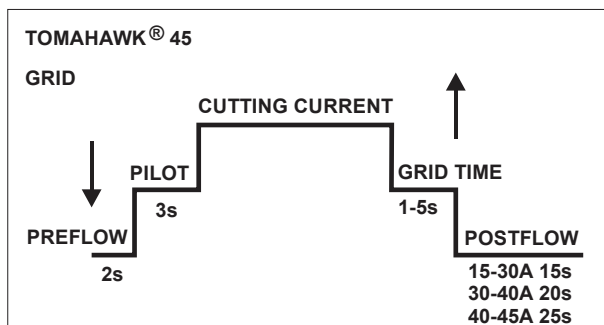 TOMAHAWK® 45
GRID
CUTTING CURRENT
PILOT
GRID TIME
3s
1-5s
PREFLOW
POSTFLOW
2s
15-30A 15s
30-40A 20s
40-45A 25s